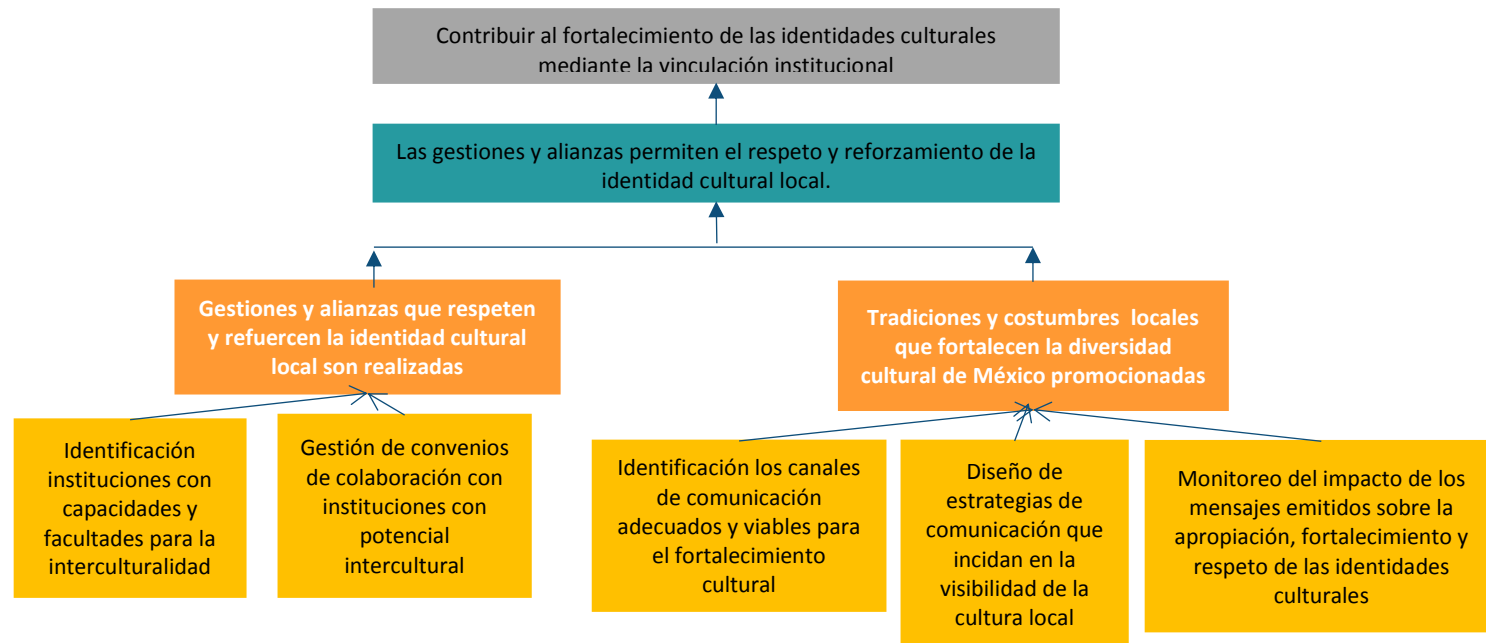 Contribuir al fortalecimiento de las identidades culturales
mediante la vinculación institucional
Las gestiones y alianzas permiten el respeto y reforzamiento de la
identidad cultural local.
Gestiones y alianzas que respeten
y refuercen la identidad cultural
local son realizadas
Tradiciones y costumbres locales
que fortalecen la diversidad
cultural de México promocionadas
Identificación
instituciones con
capacidades y
facultades para la
interculturalidad
Gestión de convenios
de colaboración con
instituciones con
potencial
intercultural
Identificación los canales
de comunicación
adecuados y viables para
el fortalecimiento
cultural
Diseño de
estrategias de
comunicación que
incidan en la
visibilidad de la
cultura local
Monitoreo del impacto de los
mensajes emitidos sobre la
apropiación, fortalecimiento y
respeto de las identidades
culturales